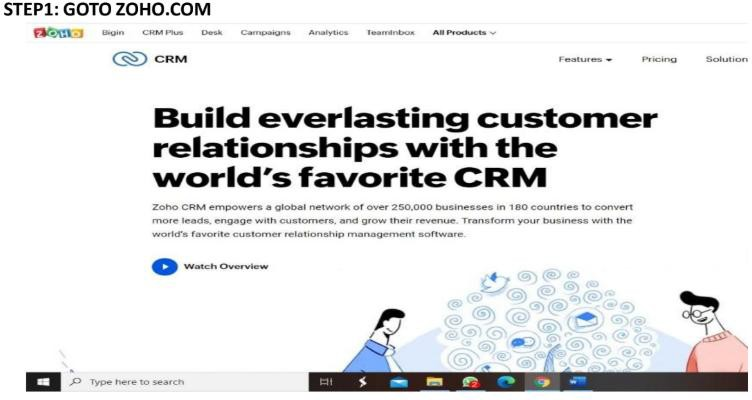 STEP1: GOTO ZOHO.COM
ZOHO Bigin CRM Plus Desk Campaigns Analytics TeamInbox All Products
CRM Features Pricing Solution
Build everlasting customer
relationships with the
world's favorite CRM
Zoho CRM empowers a global network of over 250,000 businesses in 180 countries to convert
more leads, engage with customers, and grow their revenue. Transform your business with the
world's favorite customer relationship management software.
Watch Overview
Type here to search